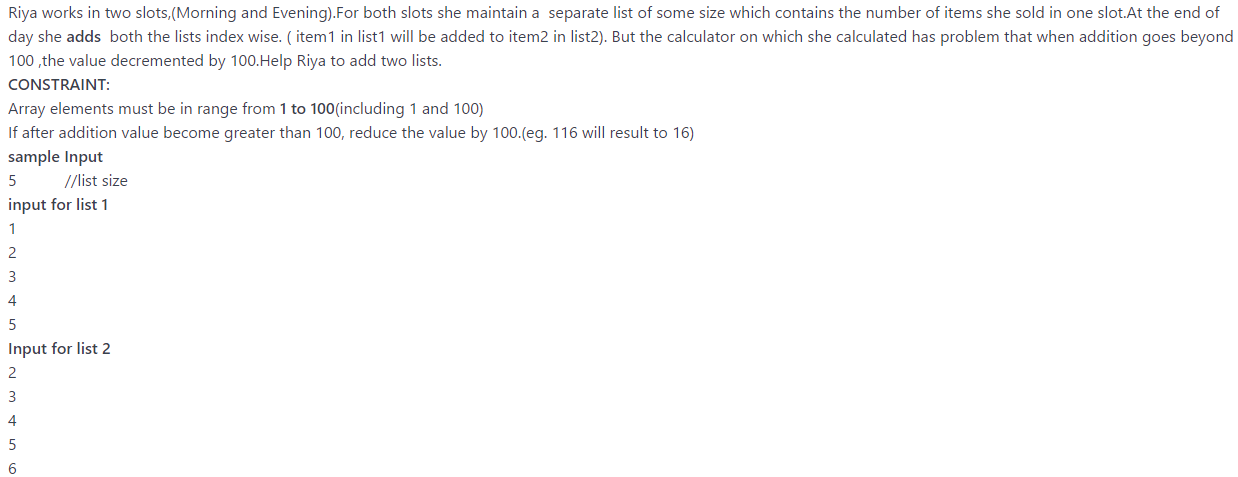 Riya works in two slots,(Morning and Evening).For both slots she maintain a  separate list of some size which contains the number of items she sold in one slot.At the end of
day she adds  both the lists index wise. ( item1 in list1 will be added to item2 in list2). But the calculator on which she calculated has problem that when addition goes beyond
100 ,the value decremented by 100.Help Riya to add two lists.
CONSTRAINT:
Array elements must be in range from 1 to 100(including 1 and 100)
If after addition value become greater than 100, reduce the value by 100.(eg. 116 will result to 16)
sample Input
5 //list size
input for list 1
1
2
3
4
5
Input for list 2
2
3
4
5
6